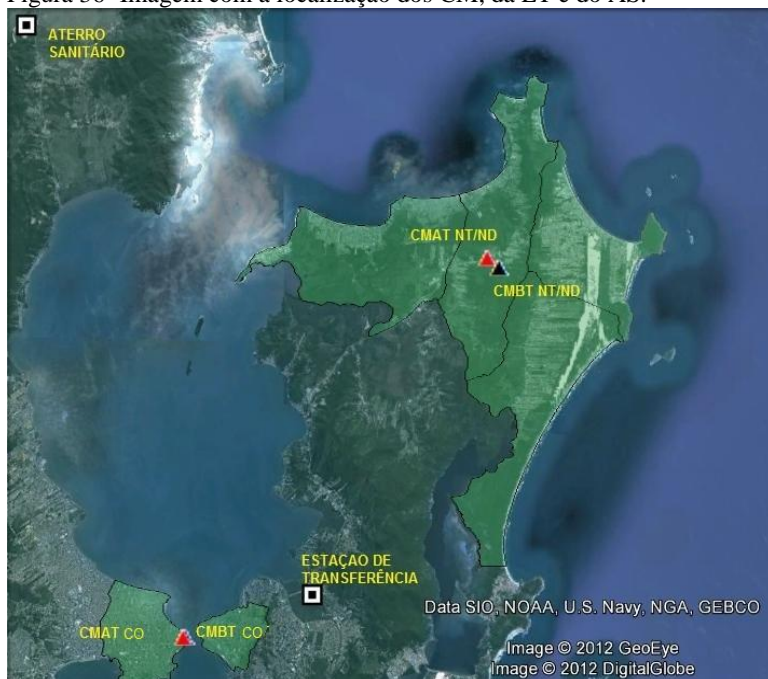 Figura 36- Imagem com a localização dos CM, da ET e do AS.
ATERRO
SANITÁRIO
CMAT NT/ND
CMBT NT/ND
ESTAÇAO DE
TRANSFERÊNCIA
Data SIO, NOAA, U.S. Navy, NGA, GEBCO
CMAT CO
CMBT CO
Image © 2012 GeoEye
Image © 2012 DigitalGlobe